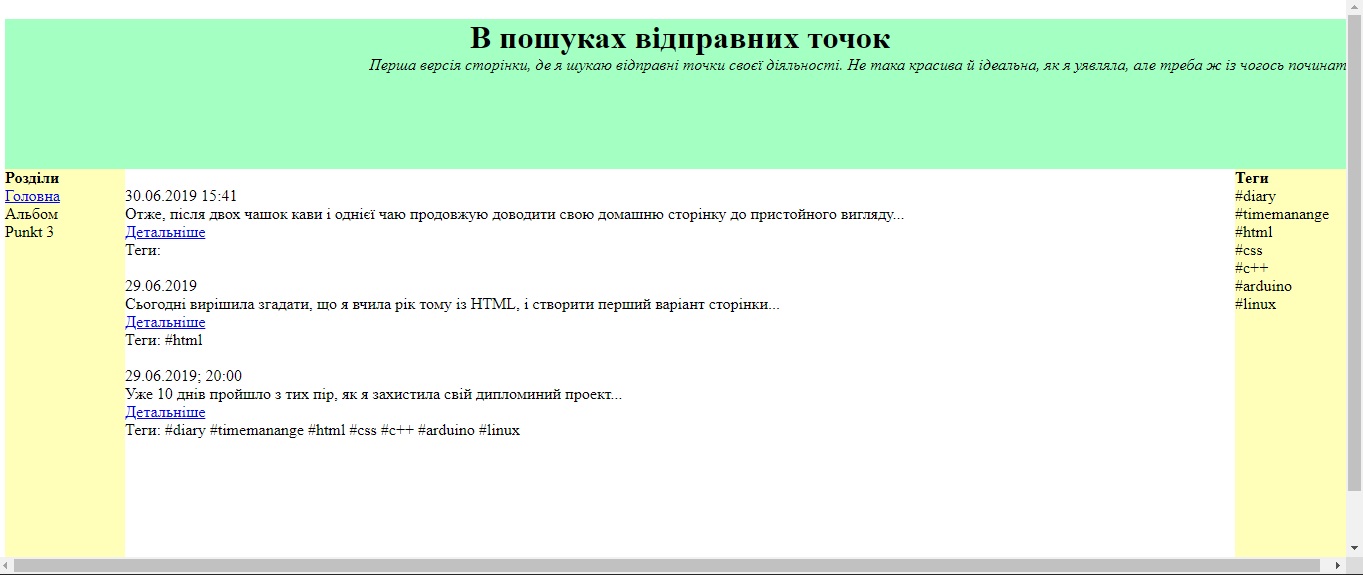 В пошуках відправних точок
Перша версія сторінки, де я шукаю відправні точки своєї діяльності. Не така красива й ідеальна, як я уявляла, але треба ж із чогось починат
Розділи
Головна
Альбом
Punkt 3
30.06.2019 15:41
Отже, після двох чашок кави і однієї чаю продовжую доводити свою домашню сторінку до пристойного вигляду...
Детальніше
Теги:
29.06.2019
Сьогодні вирішила згадати, що я вчила рік тому із HTML, і створити перший варіант сторінки...
Детальніше
Теги: #html
29.06.2019; 20:00
Уже 10 днів пройшло з тих пір, як я захистила свій дипломиний проект...
Детальніше
Теги: #diary #timemanange #html #css #c++ #arduino #linux
Теги
#diary
#timemanange
#html
#css
#c++
#arduino
#linux